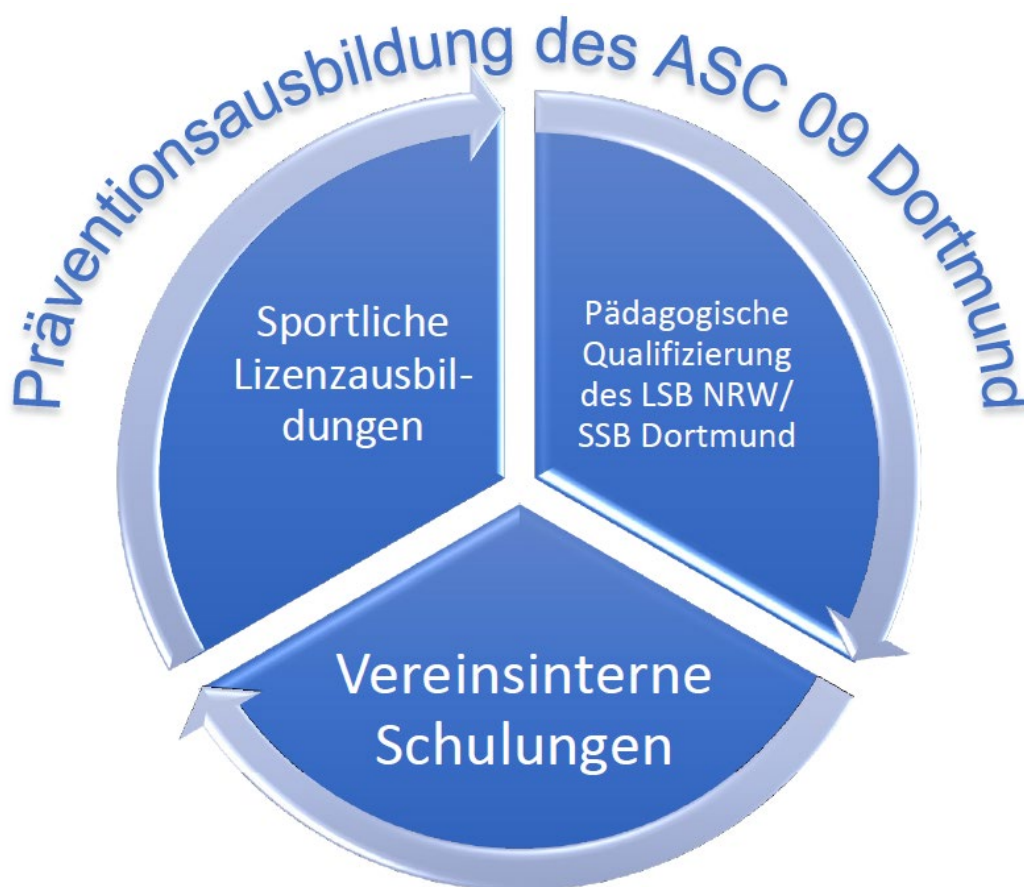 Präventionsausbildung des ASC 09 Dortmund
Sportliche
Lizenzausbil-
dungen
Pädagogische
Qualifizierung
des LSB NRW/
SSB Dortmund
Vereinsinterne
Schulungen